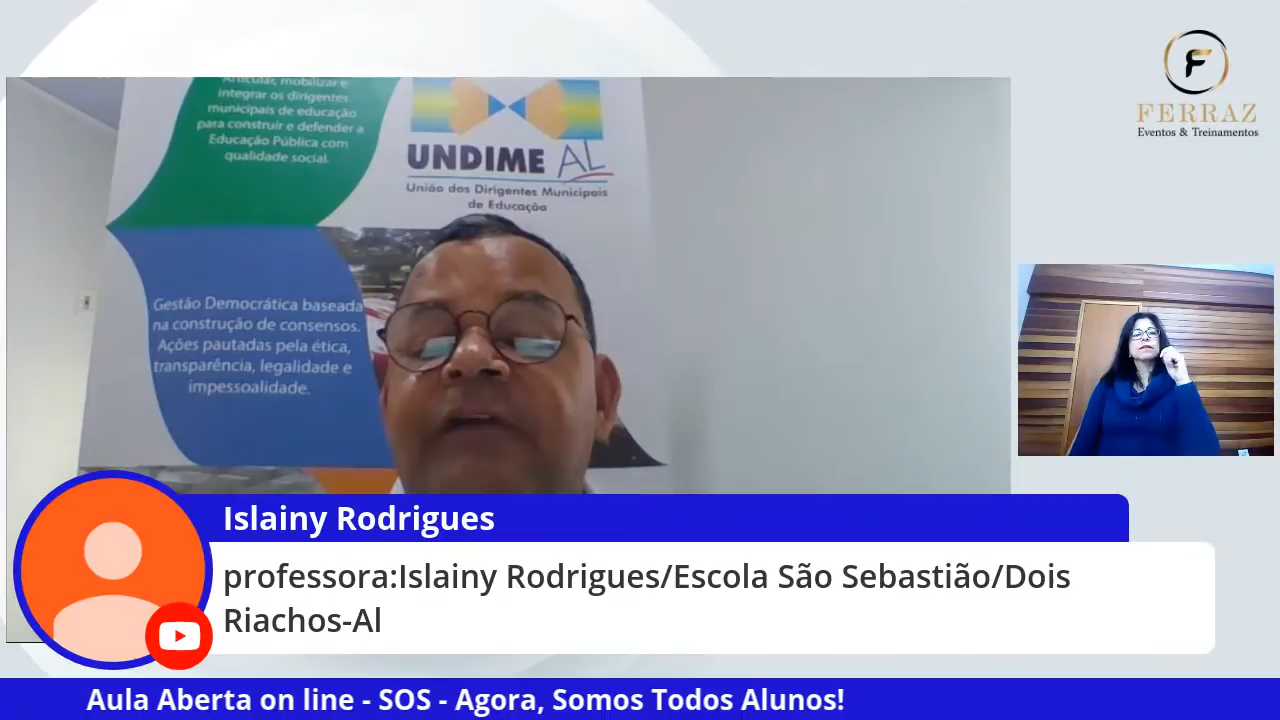 Articular, mobilizar e
integrar os dirigentes
municipais de educação
para construir e defender a
Educação Pública com
qualidade social.
UNDIME AL
União dos Dirigentes Municipais
de Educação
Gestão Democrática baseada
na construção de consensos.
Ações pautadas pela ética,
transparência, legalidade e
impessoalidade.
F
FERRAZ
Eventos & Treinamentos
Islainy Rodrigues
professora:Islainy Rodrigues/Escola São Sebastião/Dois
Riachos-Al
Aula Aberta on line - SOS - Agora, Somos Todos Alunos!